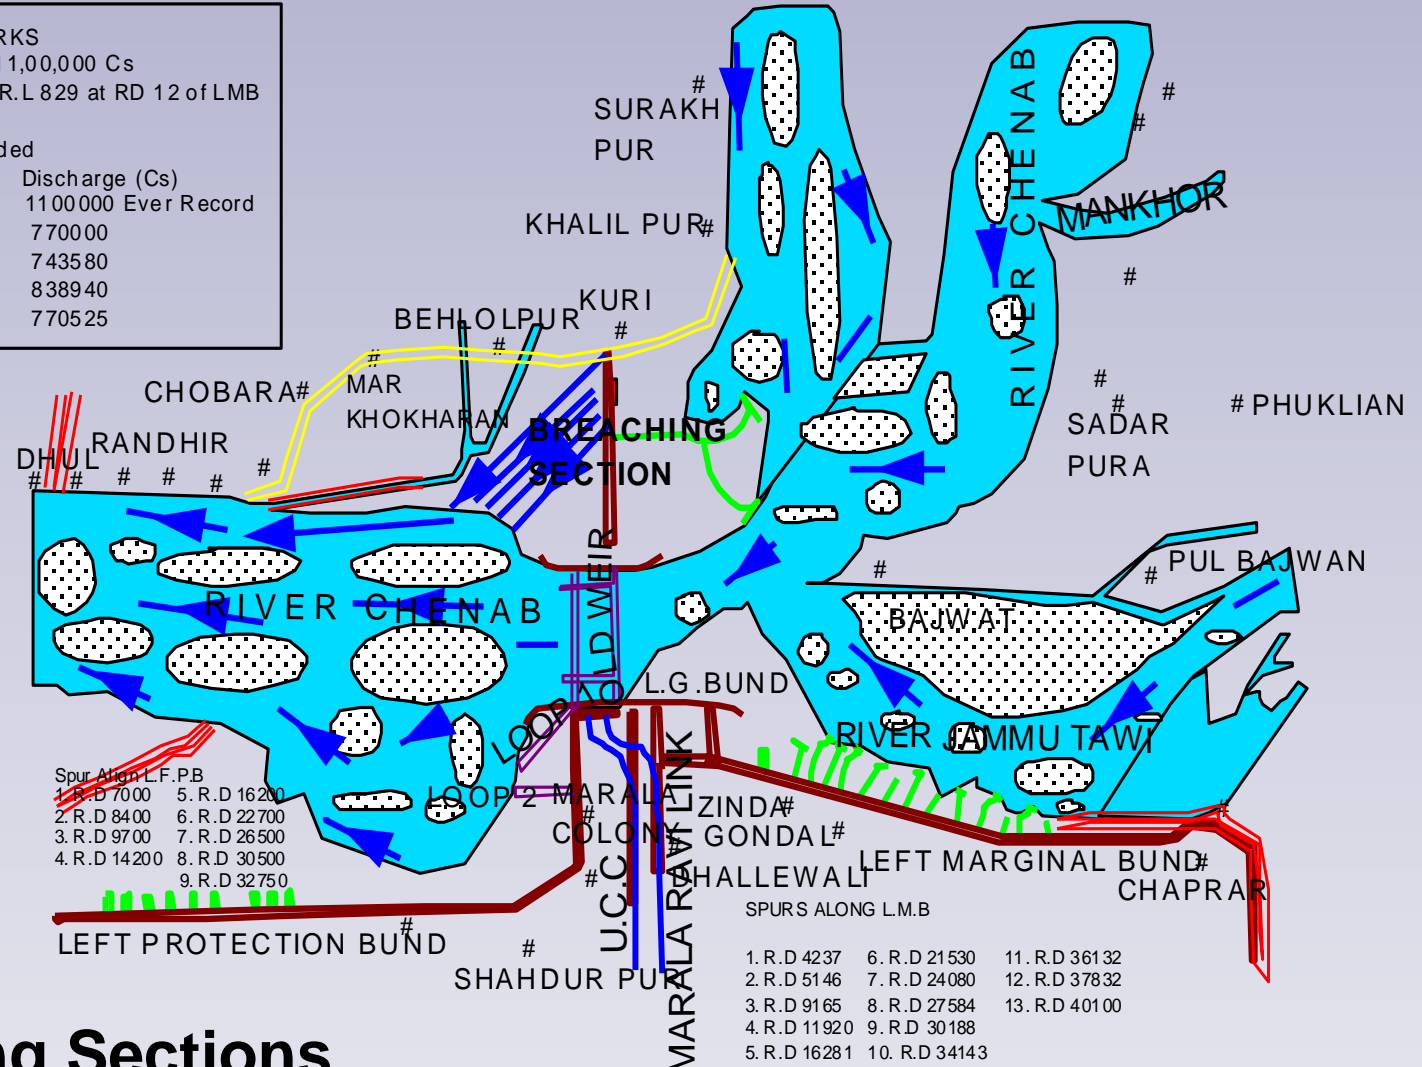 RKS
11,00,000 Cs
R.L 829 at RD 12 of LMB
ded
Discharge (Cs)
1100000 Ever Record
770000
743580
838940
770525
SURAKH
PUR
KHALIL PUR#
KURI
BEHLOLPUR
CHOBARA#
MAR
KHOKHARAN
RANDHIR
DHUL
BREACHING
SECTION
RIVER CHENAB
MANKHOR
SADAR
PURA
# PHUKLIAN
PUL BAJWAN
BAJWAT
RIVER CHENAB
OLD WEIR
L.G.BUND
LOOP 1
LOOP 2
RIVER JAMMU TAWI
MARALA
COLONY
ZINDA#
GONDAL#
DHALLEWALI
LEFT MARGINAL BUND
CHAPRAR
U.C.C
MARALA RAVI LINK
Spur Align L.F.P.B
1. R.D 7000 5. R.D 16200
2. R.D 8400 6. R.D 22700
3. R.D 9700 7. R.D 26500
4. R.D 14200 8. R.D 30500
9. R.D 32750
LEFT PROTECTION BUND
SHAHDUR PUR
SPURS ALONG L.M.B
1. R.D 4237 6. R.D 21530 11. R.D 36132
2. R.D 5146 7. R.D 24080 12. R.D 37832
3. R.D 9165 8. R.D 27584 13. R.D 40100
4. R.D 11920 9. R.D 30188
5. R.D 16281 10. R.D 34143
ng Sections